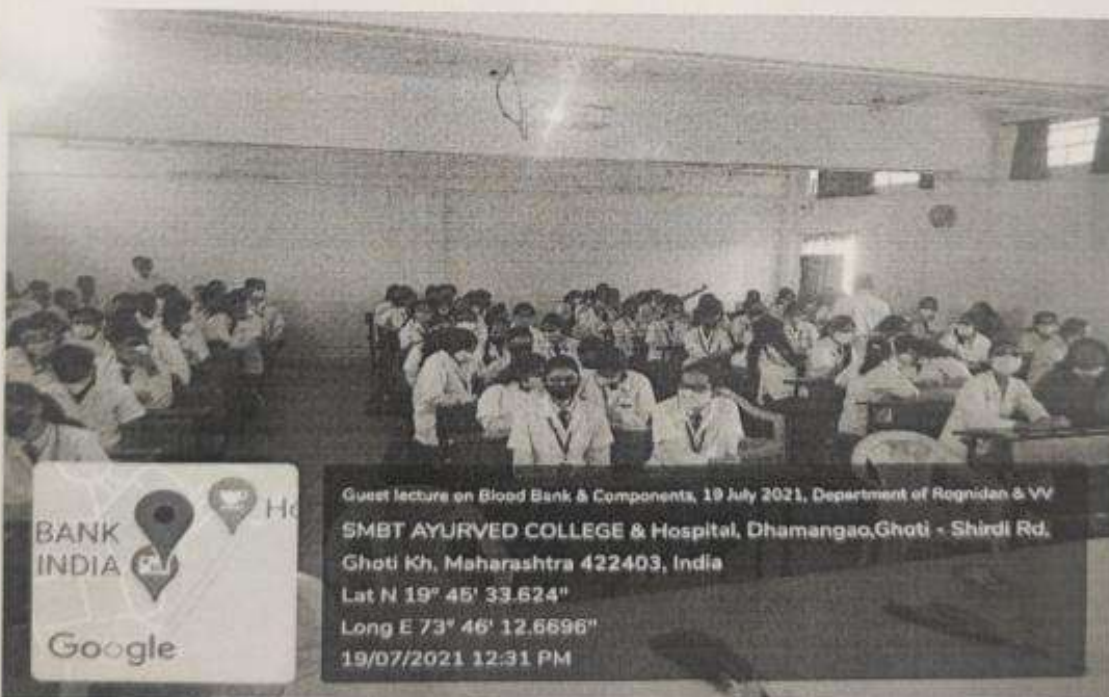 BANK
INDIA
Ho
Google
Guest lecture on Blood Bank & Components, 19 July 2021, Department of Rognidan & VV
SMBT AYURVED COLLEGE & Hospital, Dhamangao,Ghoti - Shirdi Rd,
Ghoti Kh, Maharashtra 422403, India
Lat N 19° 45' 33.624"
Long E 73° 46' 12.6696"
19/07/2021 12:31 PM